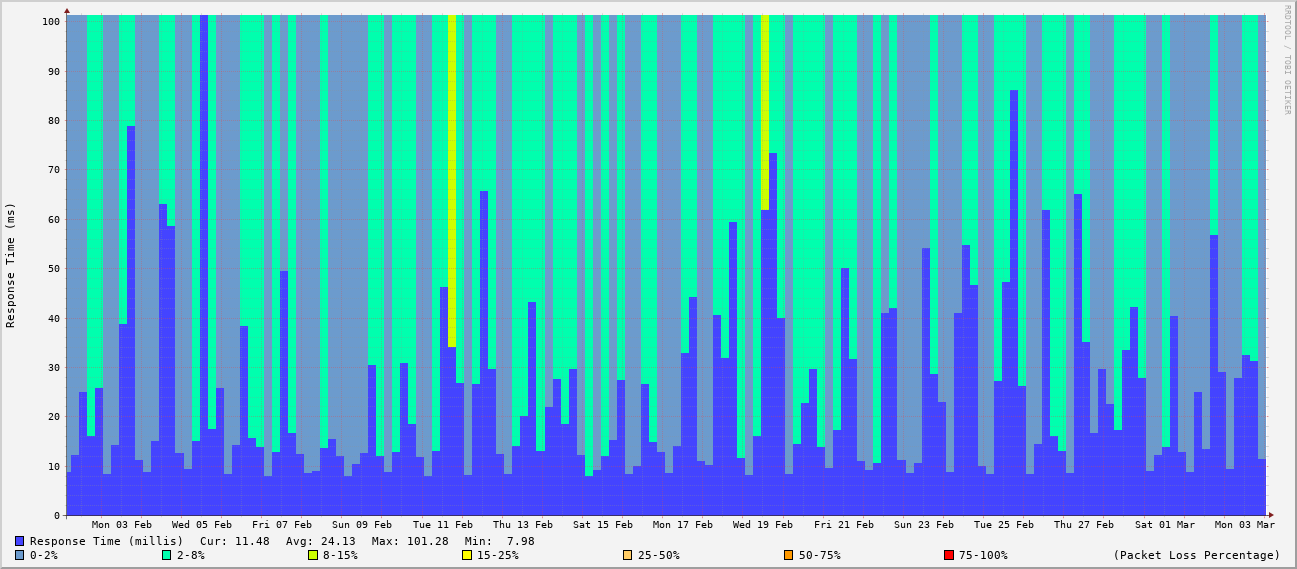 RRDTOOL / TOBI OETIKER
Response Time (ms)
100
90
80
70
60
50
40
30
20
10
0
Mon 03 Feb Wed 05 Feb Fri 07 Feb Sun 09 Feb Tue 11 Feb Thu 13 Feb Sat 15 Feb Mon 17 Feb Wed 19 Feb Fri 21 Feb Sun 23 Feb Tue 25 Feb Thu 27 Feb Sat 01 Mar Mon 03 Mar
Response Time (millis) Cur: 11.48 Avg: 24.13 Max: 101.28 Min: 7.98
0-2% 2-8% 8-15% 15-25% 25-50% 50-75% 75-100% (Packet Loss Percentage)